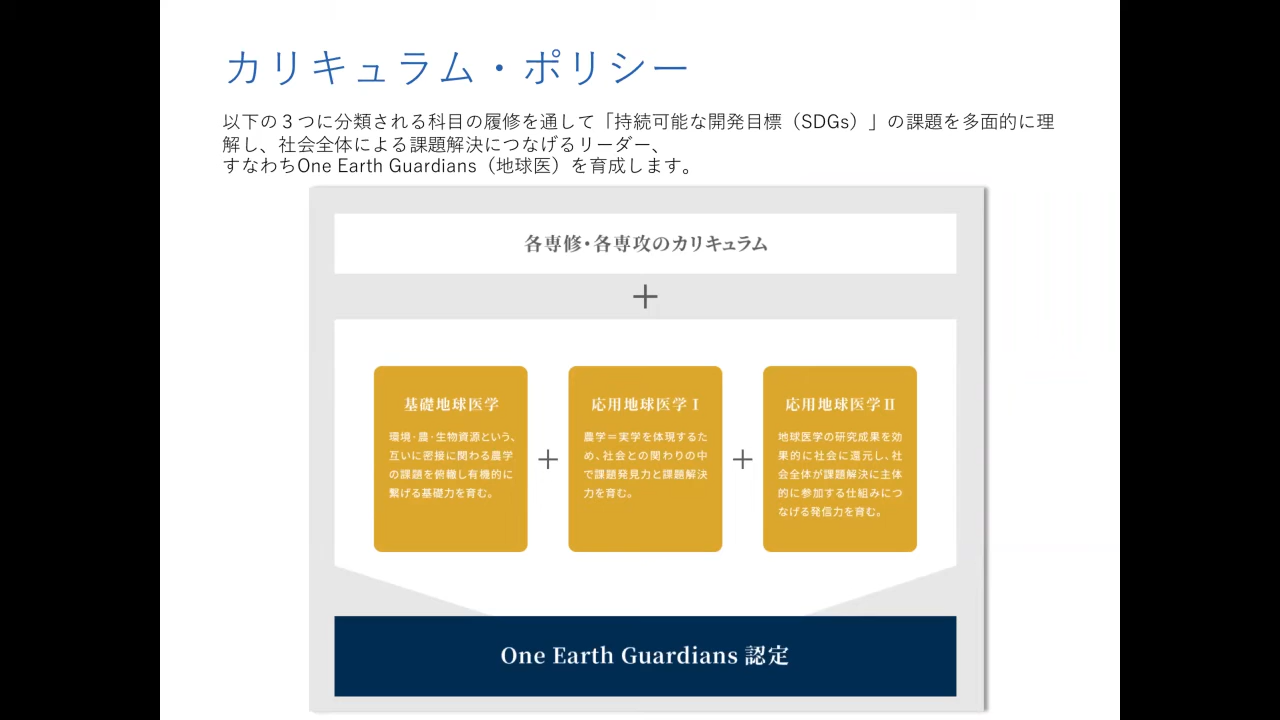 カリキュラム・ポリシー
以下の３つに分類される科目の履修を通して「持続可能な開発目標（SDGs）」の課題を多面的に理
解し、社会全体による課題解決につなげるリーダー、
すなわちOne Earth Guardians（地球医）を育成します。
各専修・各専攻のカリキュラム
+
基礎地球医学
環境・農・生物資源という、
互いに密接に関わる農学
の課題を俯瞰し有機的に
繋げる基礎力を育む。
+
応用地球医学 I
農学＝実学を体現するた
め、社会との関わりの中
で課題発見力と課題解決
力を育む。
+
応用地球医学 II
地球医学の研究成果を効
果的に社会に還元し、社
会全体が課題解決に主体
的に参加する仕組みにつ
なげる発信力を育む。
One Earth Guardians 認定